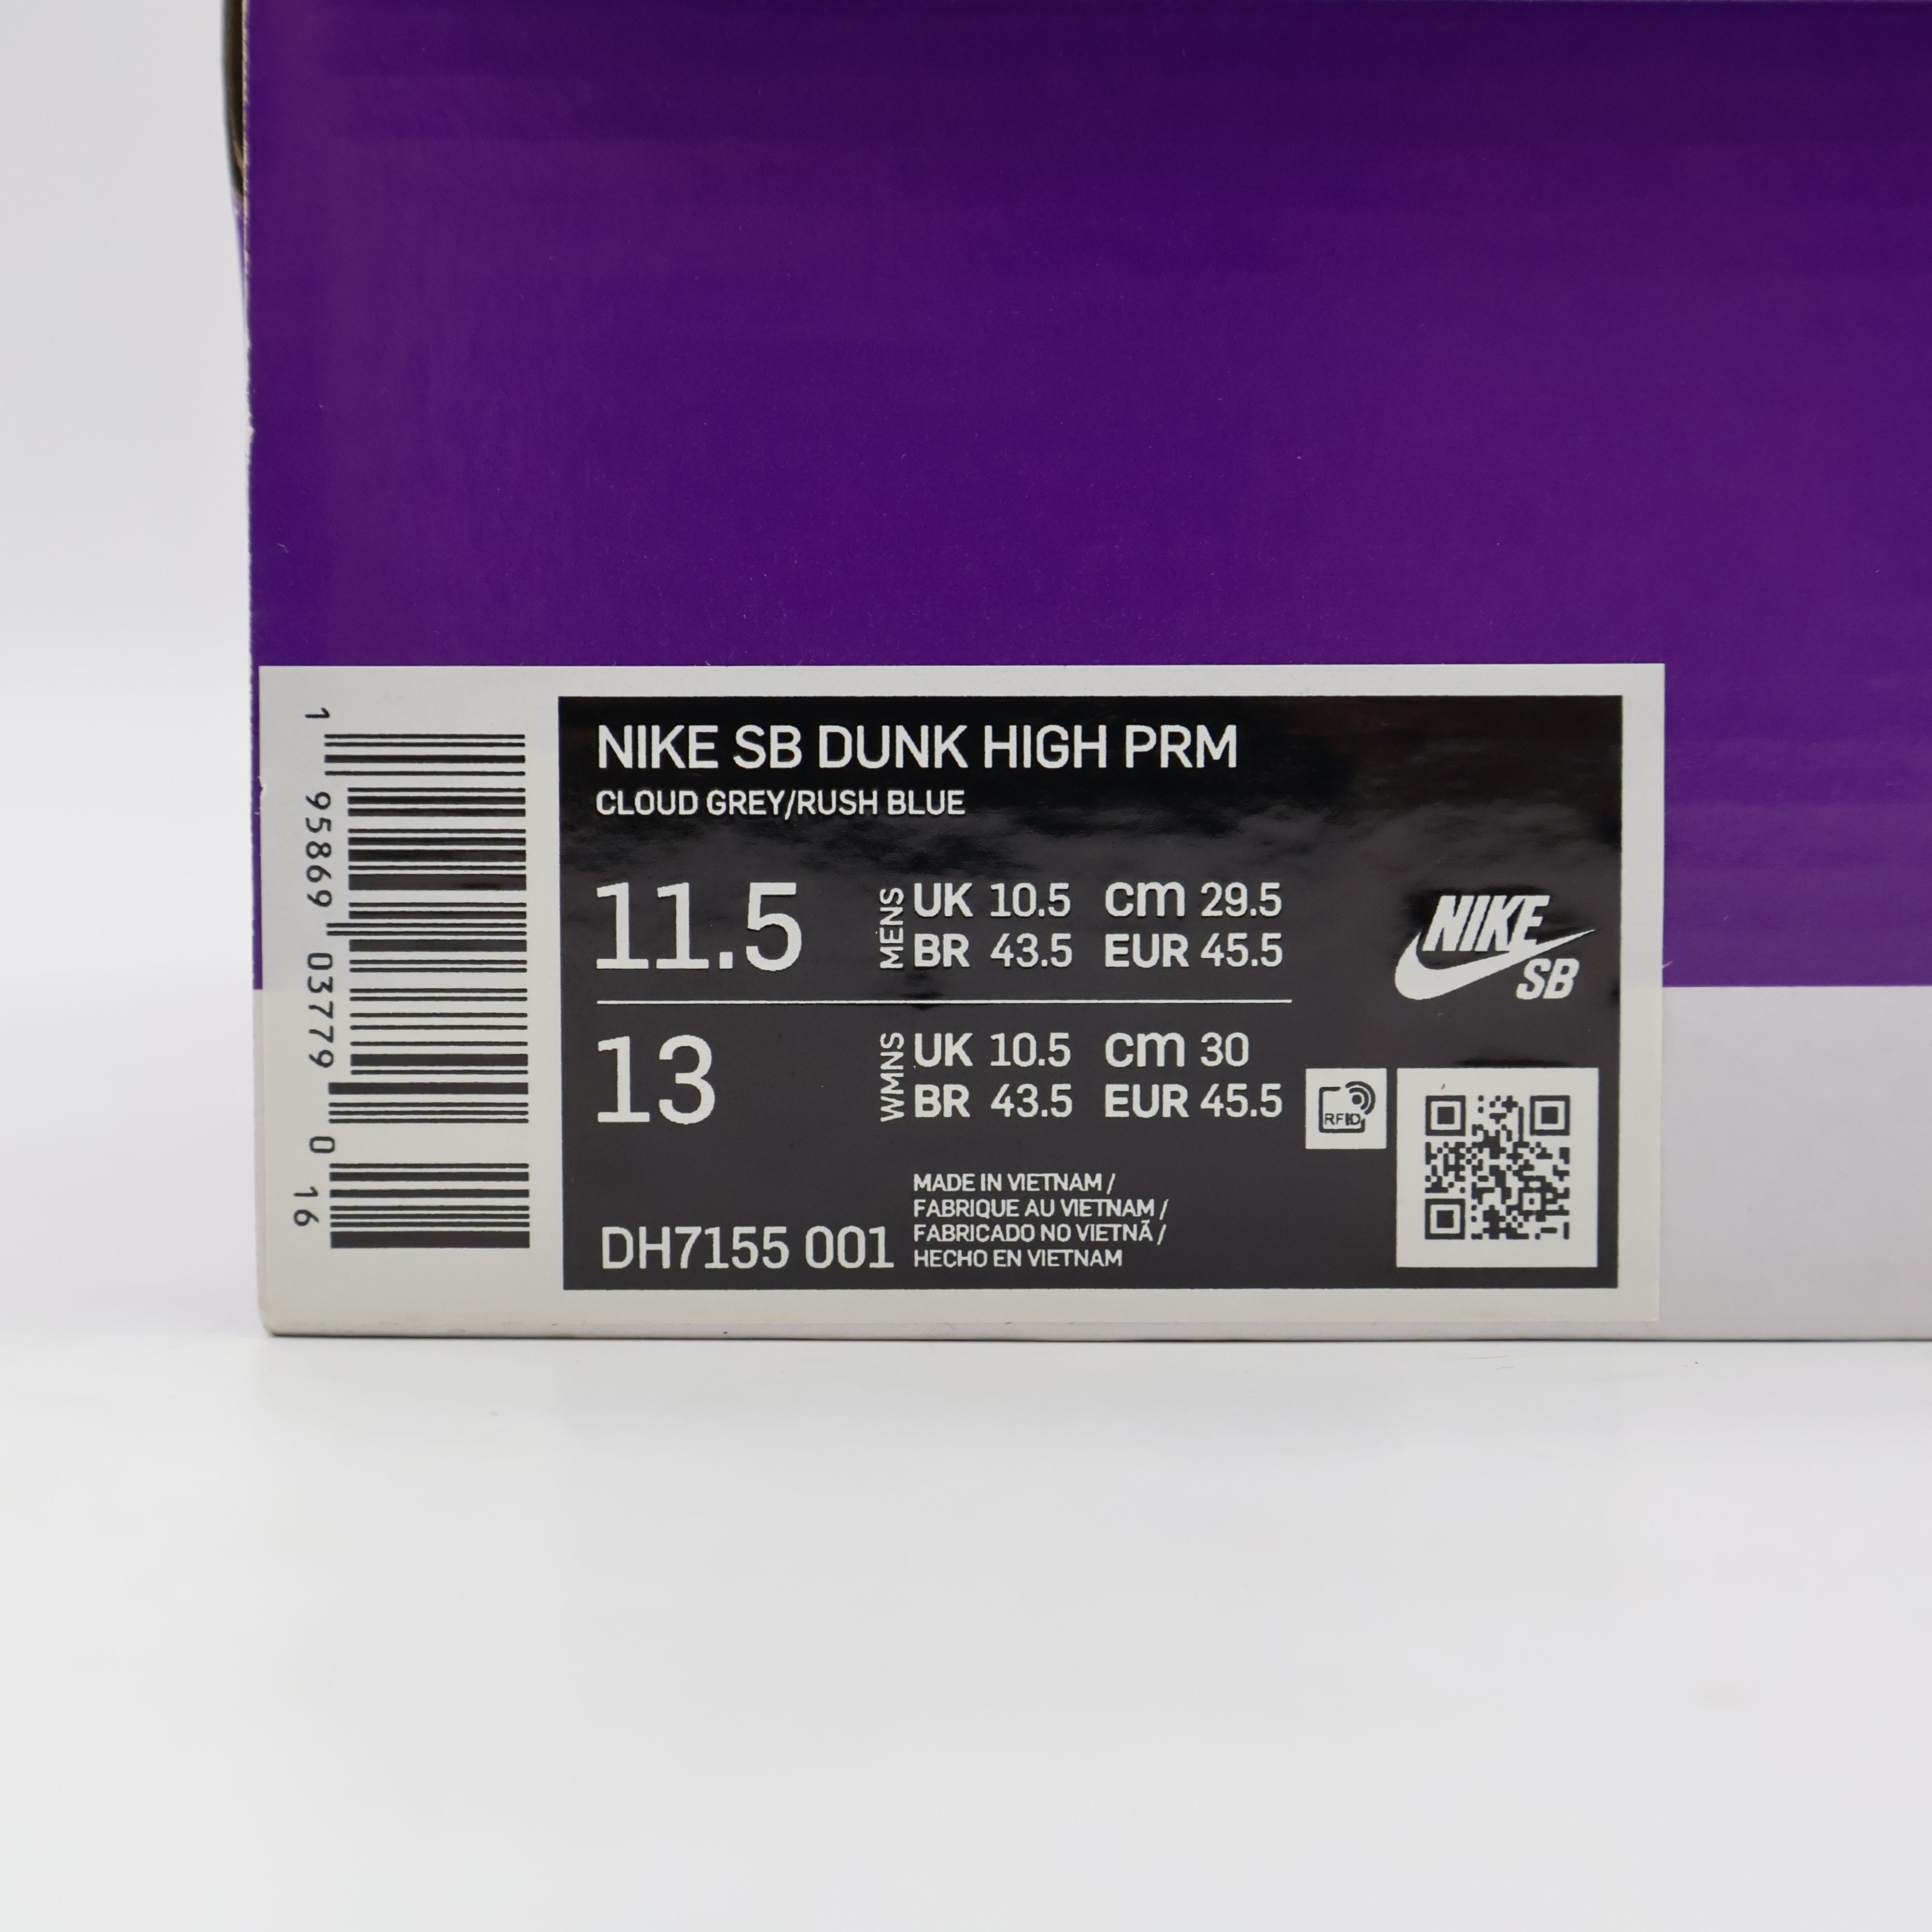 1 95869 03779 0 16
NIKE SB DUNK HIGH PRM
CLOUD GREY/RUSH BLUE
11.5
MENS
UK 10.5 cm 29.5
BR 43.5 EUR 45.5
13
WMNS
UK 10.5 cm 30
BR 43.5 EUR 45.5
NIKE
SB
RFID
DH7155 001
MADE IN VIETNAM /
FABRIQUE AU VIETNAM /
FABRICADO NO VIETNÃ /
HECHO EN VIETNAM